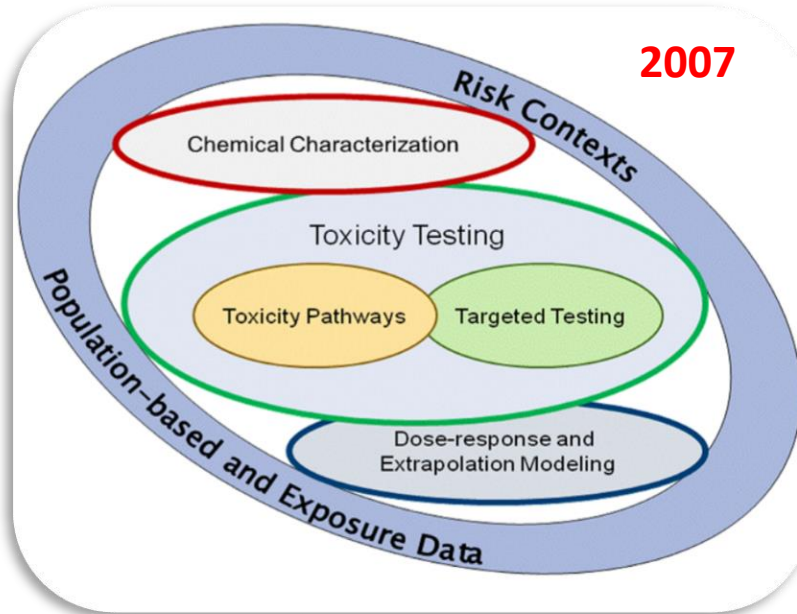 2007
Risk Contexts
Chemical Characterization
Toxicity Testing
Toxicity Pathways
Targeted Testing
Dose-response and
Extrapolation Modeling
Population-based and Exposure Data